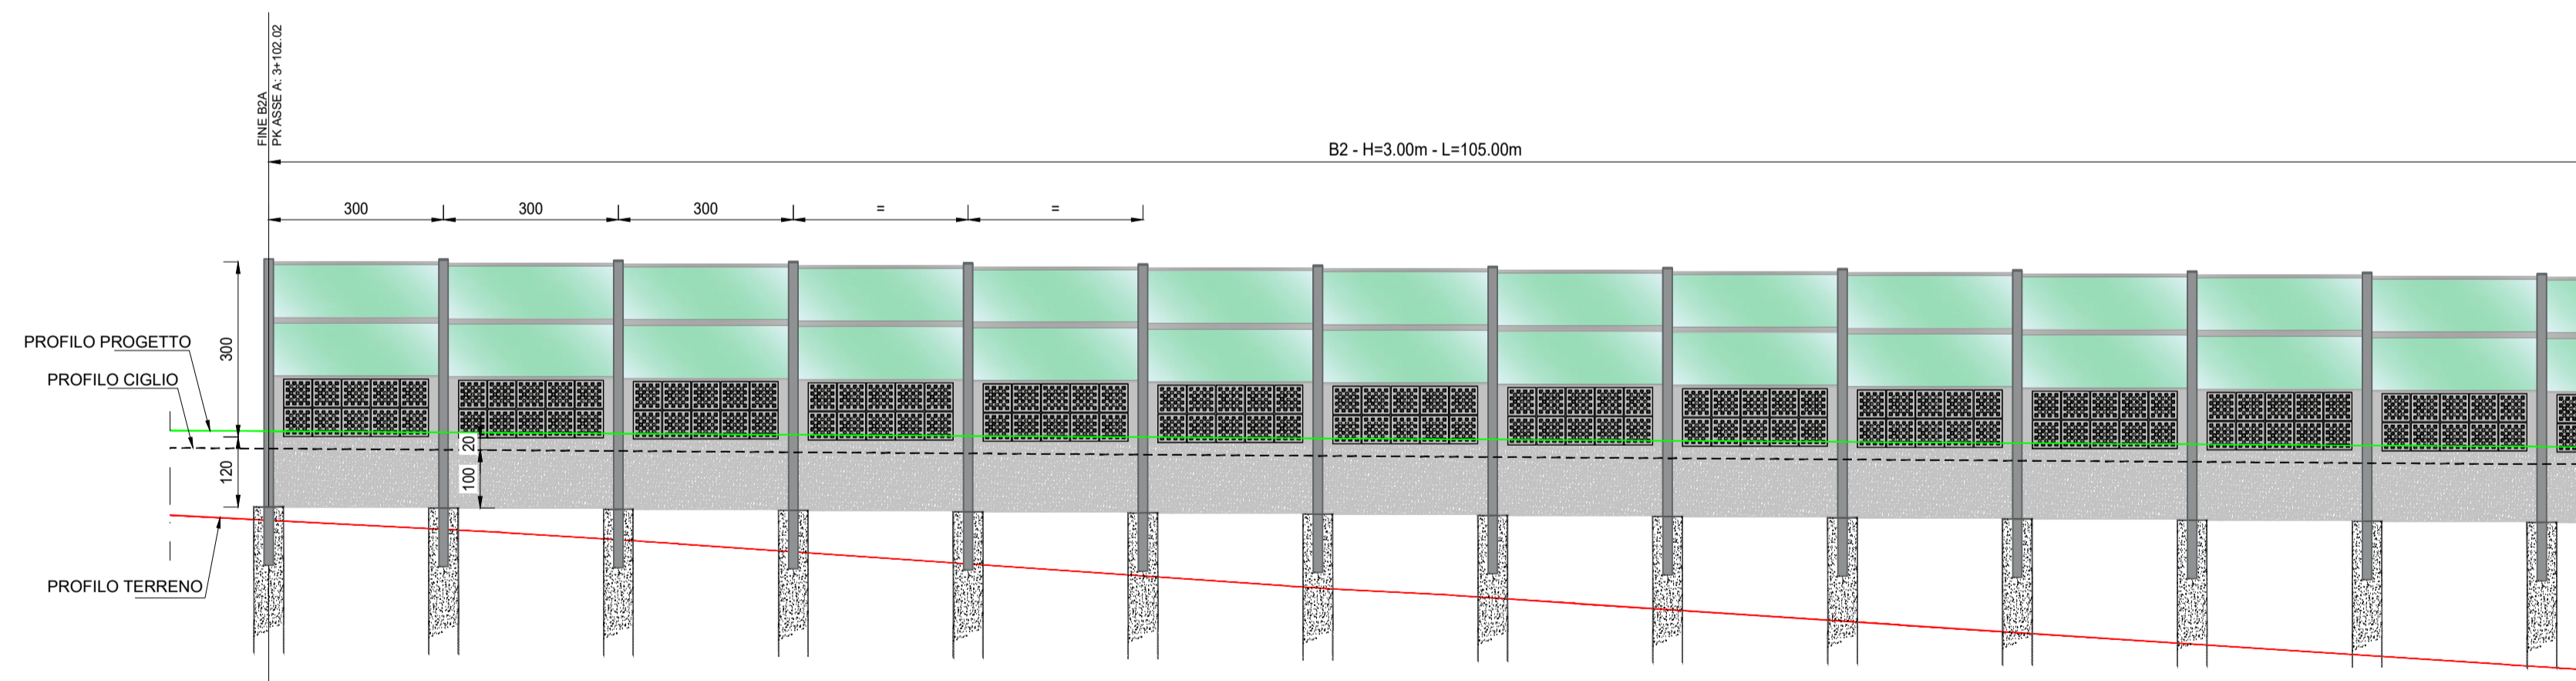 FINE B2A
PK ASSE A: 3+102.02
B2 - H=3.00m - L=105.00m
300
300
300
=
=
PROFILO PROGETTO
300
PROFILO CIGLIO
20
120
100
PROFILO TERRENO